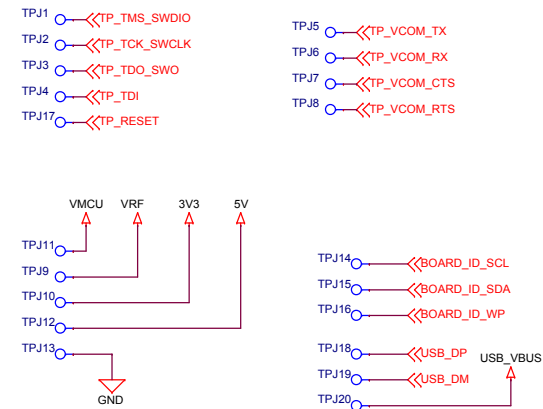 TPJ1 TP_TMS_SWDIO
TPJ2 TP_TCK_SWCLK
TPJ3 TP_TDO_SWO
TPJ4 TP_TDI
TPJ17 TP_RESET
TPJ5 TP_VCOM_TX
TPJ6 TP_VCOM_RX
TPJ7 TP_VCOM_CTS
TPJ8 TP_VCOM_RTS
VMCU VRF 3V3 5V
TPJ11
TPJ9
TPJ10
TPJ12
TPJ13
GND
TPJ14 BOARD_ID_SCL
TPJ15 BOARD_ID_SDA
TPJ16 BOARD_ID_WP
TPJ18 USB_DP
USB_VBUS
TPJ19 USB_DM
TPJ20